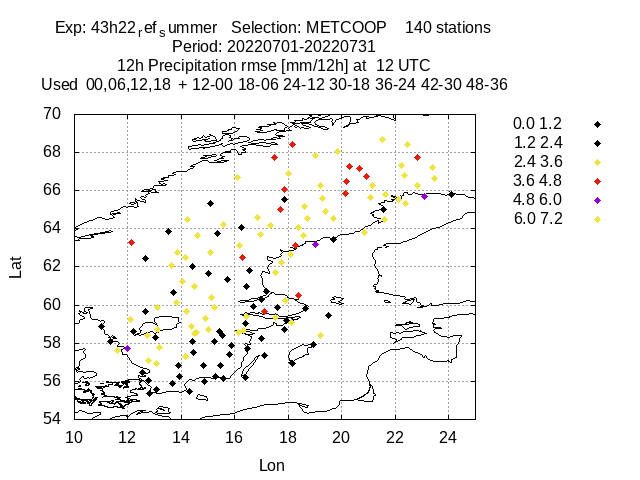 Exp: 43h22refsummer Selection: METCOOP 140 stations
Period: 20220701-20220731
12h Precipitation rmse [mm/12h] at 12 UTC
Used 00,06,12,18 + 12-00 18-06 24-12 30-18 36-24 42-30 48-36
70
68
66
64
62
60
58
56
54
Lat
10 12 14 16 18 20 22 24
Lon
0.0 1.2
1.2 2.4
2.4 3.6
3.6 4.8
4.8 6.0
6.0 7.2